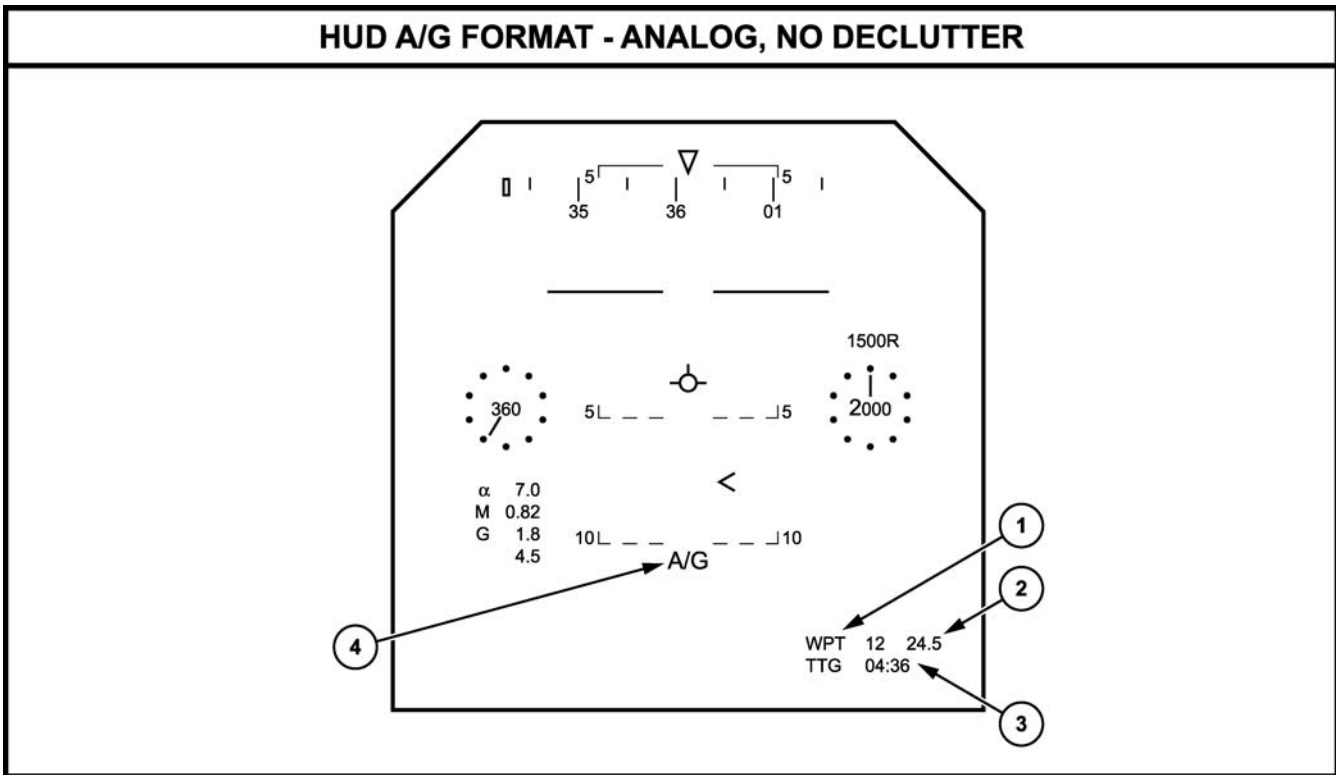 HUD A/G FORMAT - ANALOG, NO DECLUTTER
5 5
35 36 01
1500R
360 2000
5 5
α 7.0
M 0.82
G 1.8
4.5
10 10
A/G
1
2
WPT 12 24.5
TTG 04:36
3
4